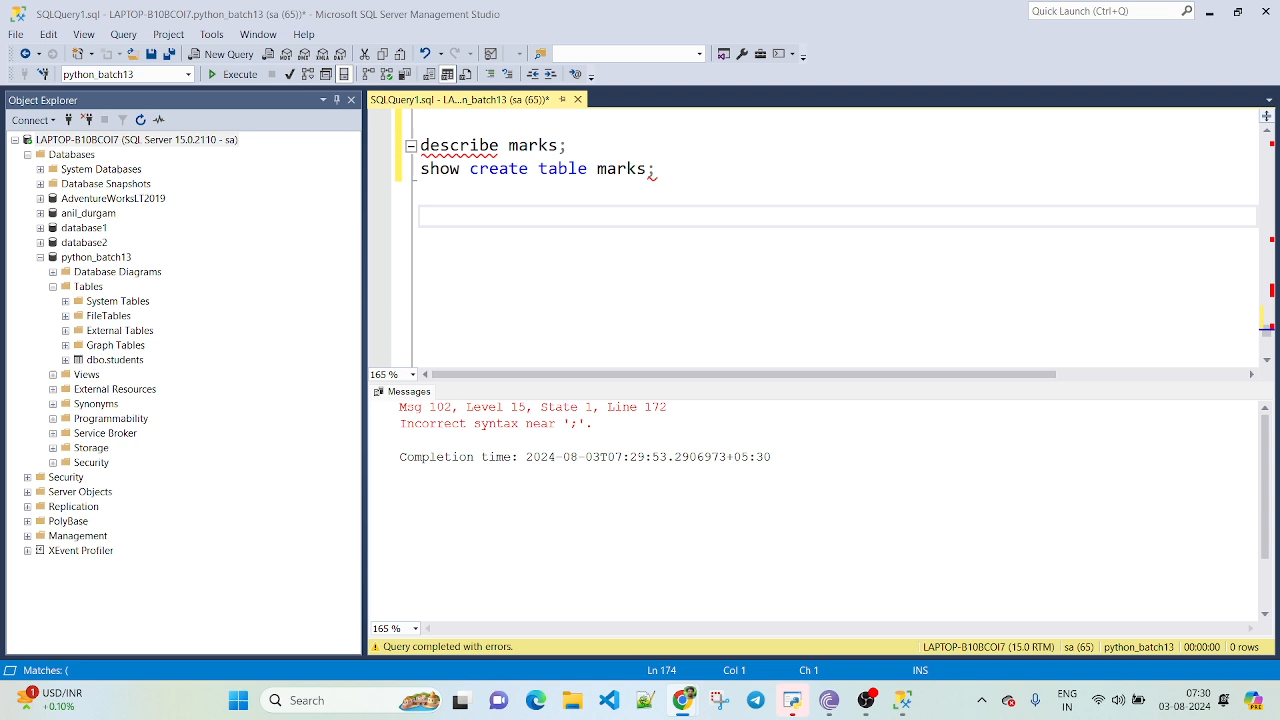 SQLQuery1.sql - LAPTOP-B10BCOI7.python_batch13 (sa (65))* - Microsoft SQL Server Management Studio
Quick Launch (Ctrl+Q)
File Edit View Query Project Tools Window Help
New Query
python_batch13 Execute
Object Explorer
SQLQuery1.sql - LA...n_batch13 (sa (65))*
Connect
LAPTOP-B10BCOI7 (SQL Server 15.0.2110 - sa)
Databases
System Databases
Database Snapshots
AdventureWorksLT2019
anil_durgam
database1
database2
python_batch13
Database Diagrams
Tables
System Tables
FileTables
External Tables
Graph Tables
dbo.students
Views
External Resources
Synonyms
Programmability
Service Broker
Storage
Security
Security
Server Objects
Replication
PolyBase
Management
XEvent Profiler
describe marks;
show create table marks;
165 %
Messages
Msg 102, Level 15, State 1, Line 172
Incorrect syntax near ';'.
Completion time: 2024-08-03T07:29:53.2906973+05:30
165 %
Query completed with errors.
LAPTOP-B10BCOI7 (15.0 RTM) sa (65) python_batch13 00:00:00 0 rows
Matches: (
Ln 174 Col 1 Ch 1 INS
USD/INR
+0.10%
1
Search
ENG
IN
07:30
03-08-2024